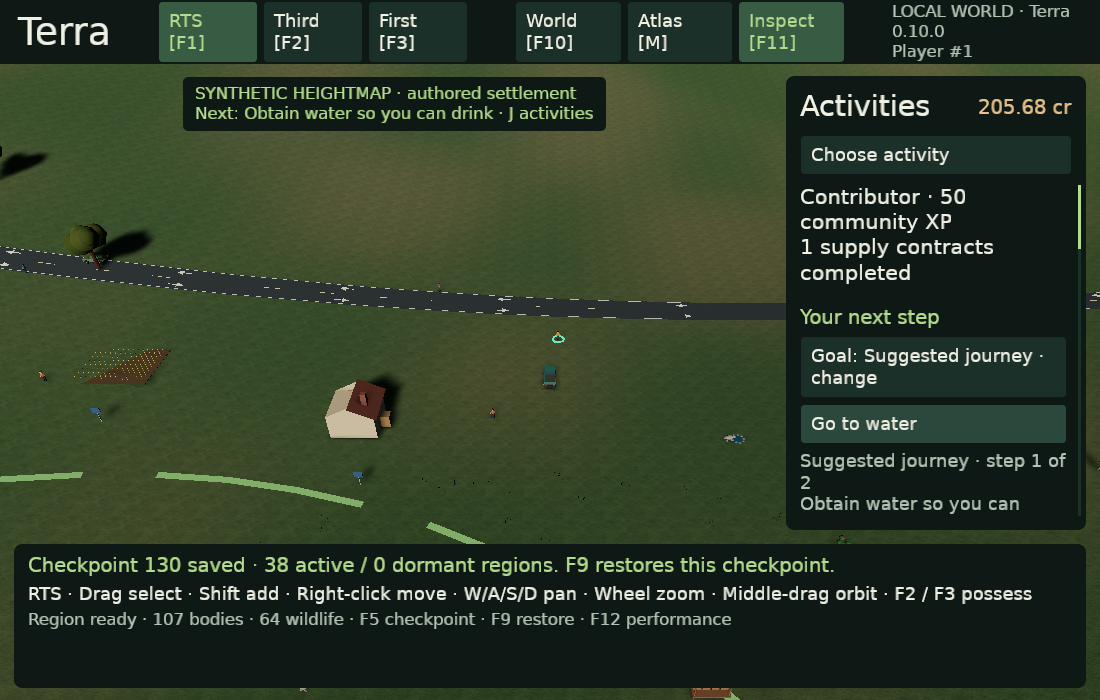 Terra
RTS
[F1]
Third
[F2]
First
[F3]
World
[F10]
Atlas
[M]
Inspect
[F11]
LOCAL WORLD · Terra
0.10.0
Player #1
SYNTHETIC HEIGHTMAP · authored settlement
Next: Obtain water so you can drink · J activities
Activities
205.68 cr
Choose activity
Contributor · 50
community XP
1 supply contracts
completed
Your next step
Goal: Suggested journey ·
change
Go to water
Suggested journey · step 1 of
2
Obtain water so you can
Checkpoint 130 saved · 38 active / 0 dormant regions. F9 restores this checkpoint.
RTS · Drag select · Shift add · Right-click move · W/A/S/D pan · Wheel zoom · Middle-drag orbit · F2 / F3 possess
Region ready · 107 bodies · 64 wildlife · F5 checkpoint · F9 restore · F12 performance